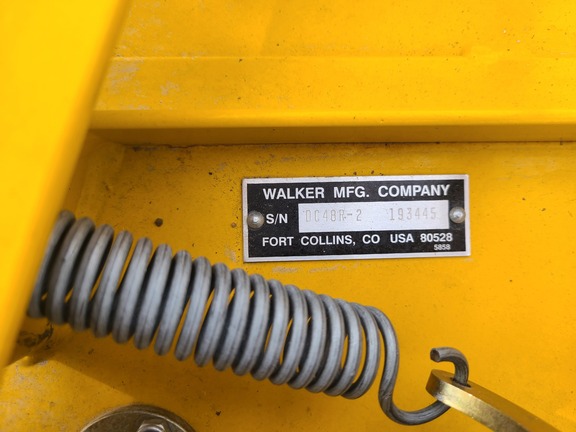 WALKER MFG. COMPANY
S/N DC48R-2 193445
FORT COLLINS, CO USA 80528
5858